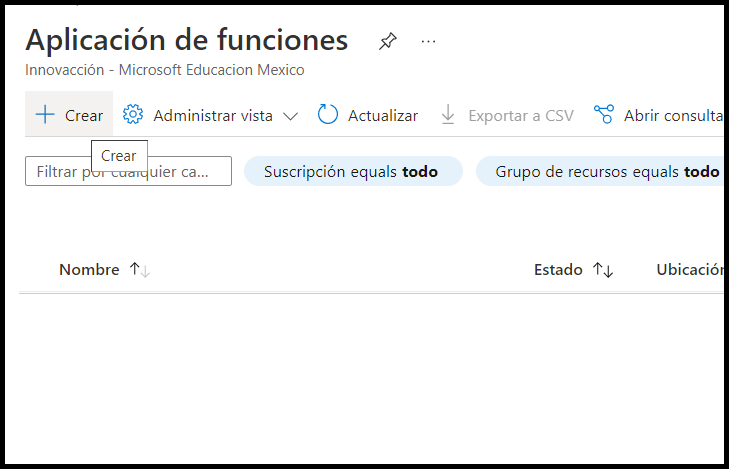 Aplicación de funciones
Innovacción - Microsoft Educacion Mexico
Crear Administrar vista Actualizar Exportar a CSV Abrir consulta
Crear
Filtrar por cualquier ca... Suscripción equals todo Grupo de recursos equals todo
Nombre Estado Ubicación